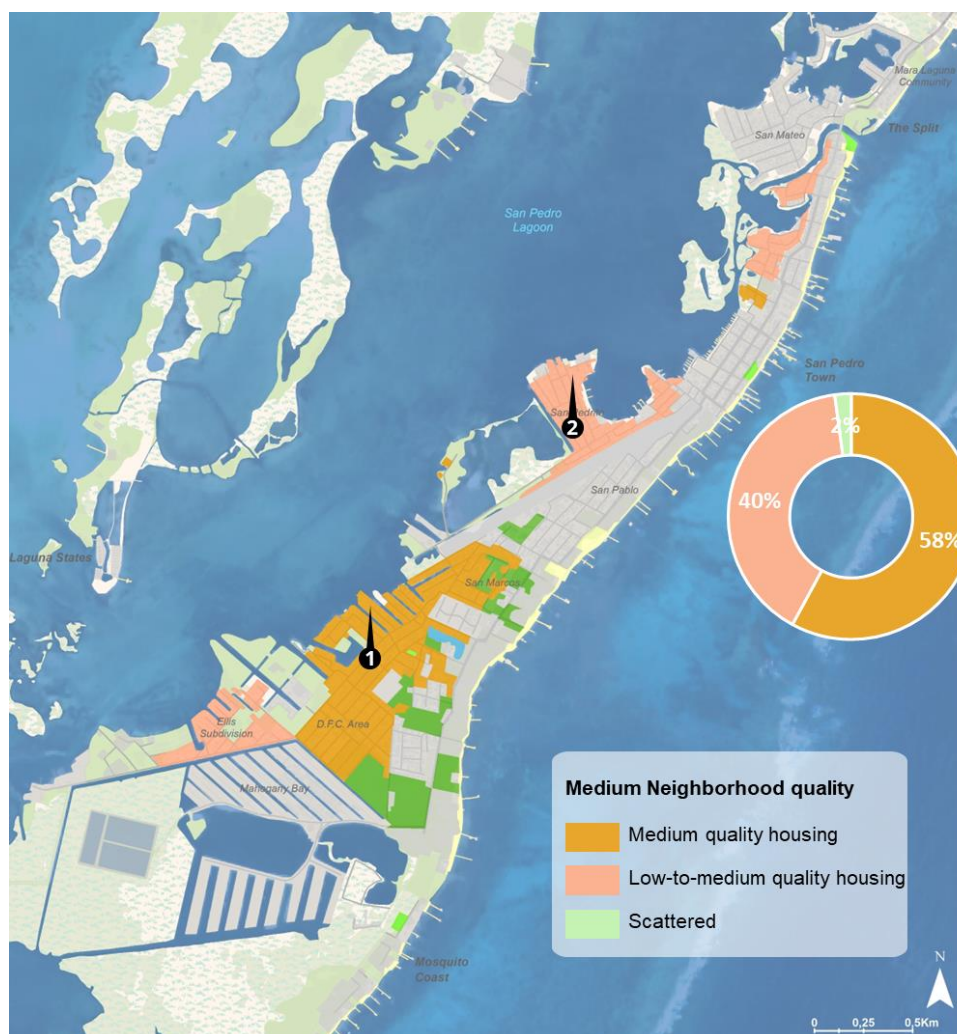 Mara Laguna
Community
The Split
San Mateo
San Pedro
Lagoon
San Pedro
Town
2%
40%
58%
2
San Pablo
Laguna States
San Marcos
1
D.F.C. Area
Ellis
Subdivision
Mahogany Bay
Medium Neighborhood quality
Medium quality housing
Low-to-medium quality housing
Scattered
Mosquito
Coast
N
0 0,25 0,5Km